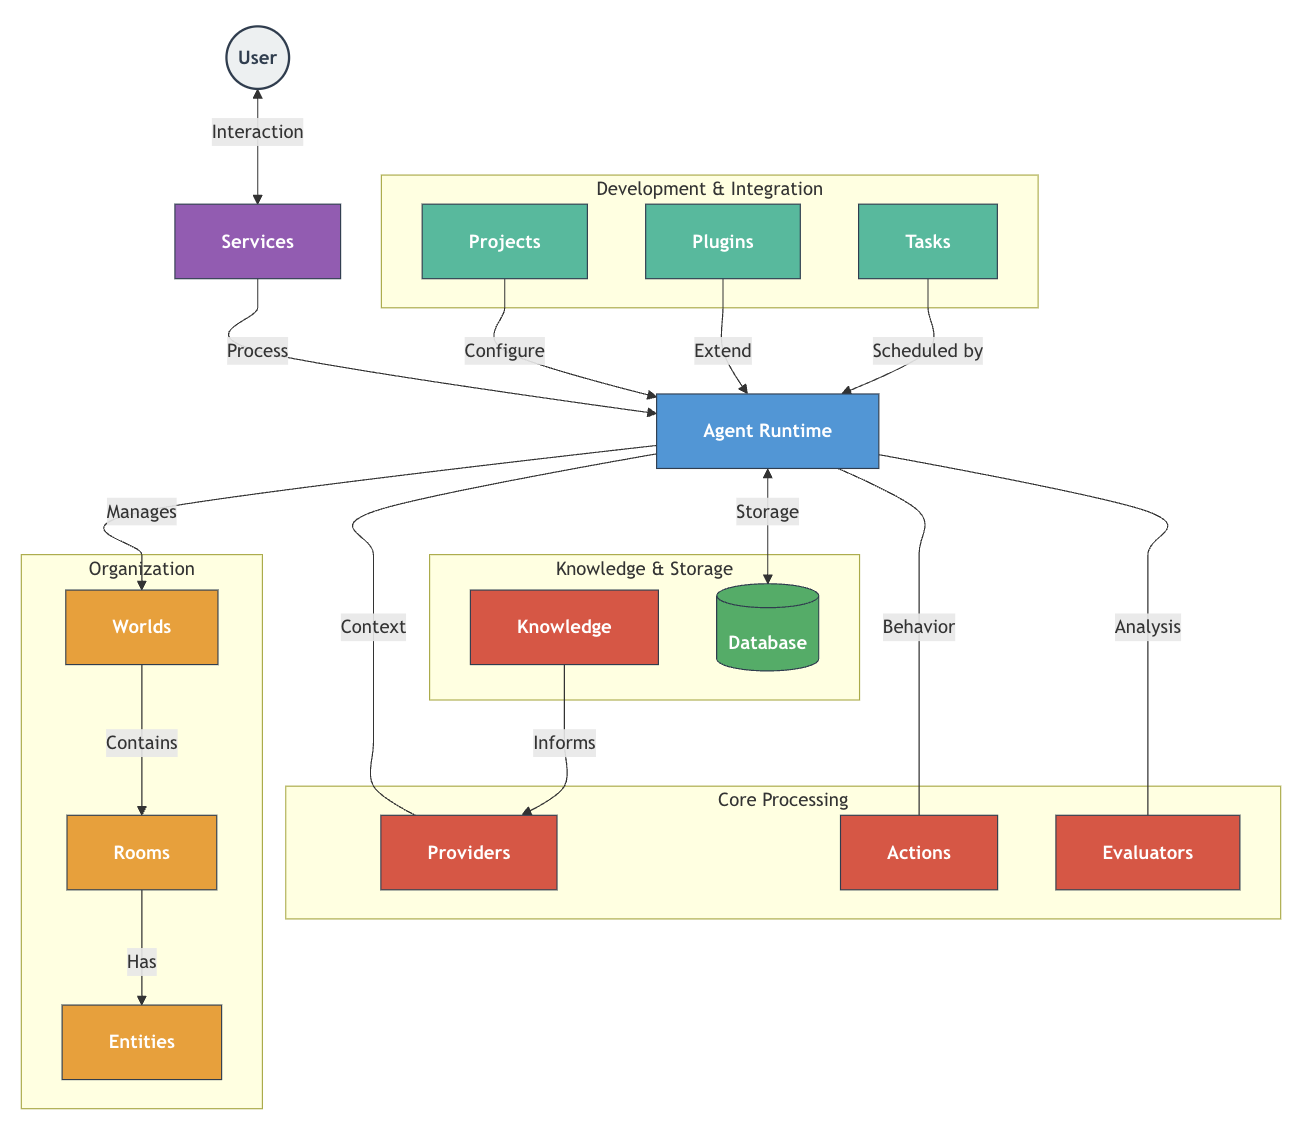 User
Interaction
Development & Integration
Services
Projects
Plugins
Tasks
Process
Configure
Extend
Scheduled by
Agent Runtime
Manages
Storage
Organization
Knowledge & Storage
Worlds
Context
Knowledge
Database
Behavior
Analysis
Contains
Informs
Core Processing
Rooms
Providers
Actions
Evaluators
Has
Entities